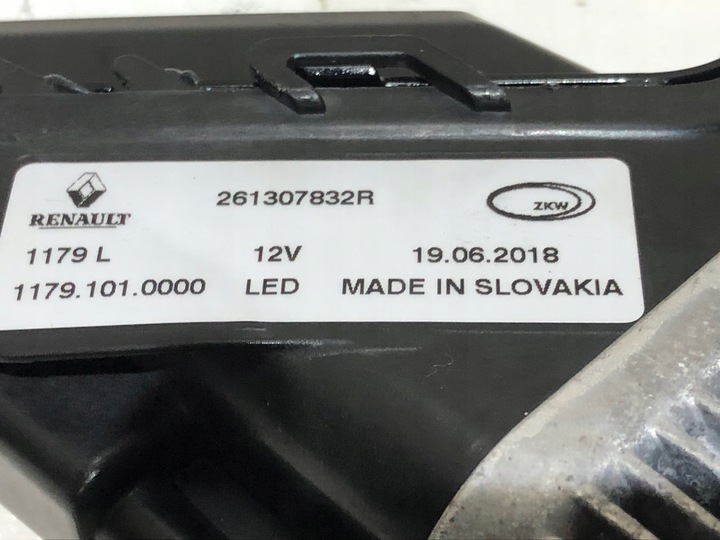 261307832R
RENAULT
ZKW
1179 L 12V 19.06.2018
1179.101.0000 LED MADE IN SLOVAKIA